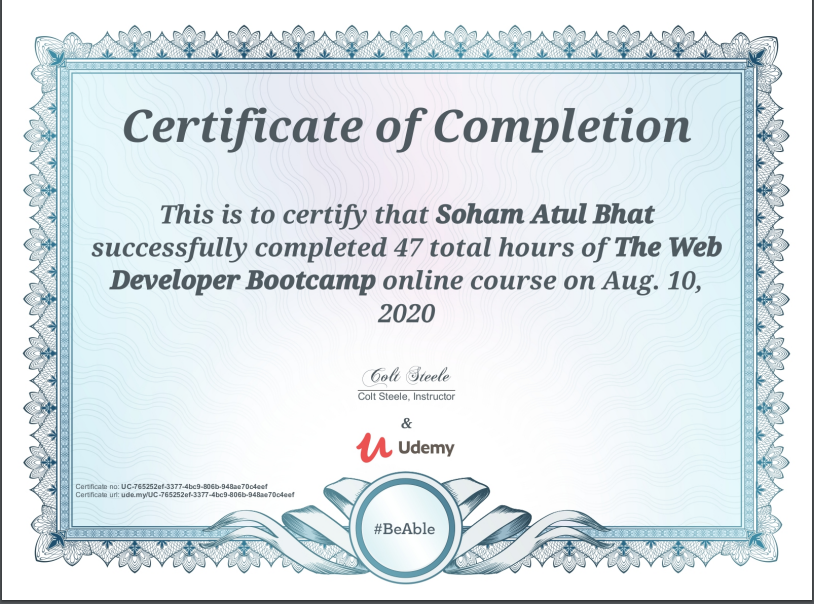 Certificate of Completion
This is to certify that Soham Atul Bhat
successfully completed 47 total hours of The Web
Developer Bootcamp online course on Aug. 10,
2020
Colt Steele
Colt Steele, Instructor
&
Udemy
Certificate no: UC-765252ef-3377-4bc9-806b-948ae70c4eef
Certificate url: ude.my/UC-765252ef-3377-4bc9-806b-948ae70c4eef
#BeAble